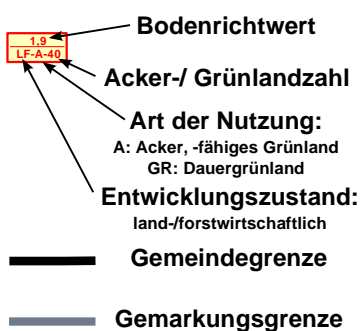 Bodenrichtwert
1,9
LF-A-40
Acker-/ Grünlandzahl
Art der Nutzung:
A: Acker, -fähiges Grünland
GR: Dauergrünland
Entwicklungszustand:
land-/forstwirtschaftlich
Gemeindegrenze
Gemarkungsgrenze